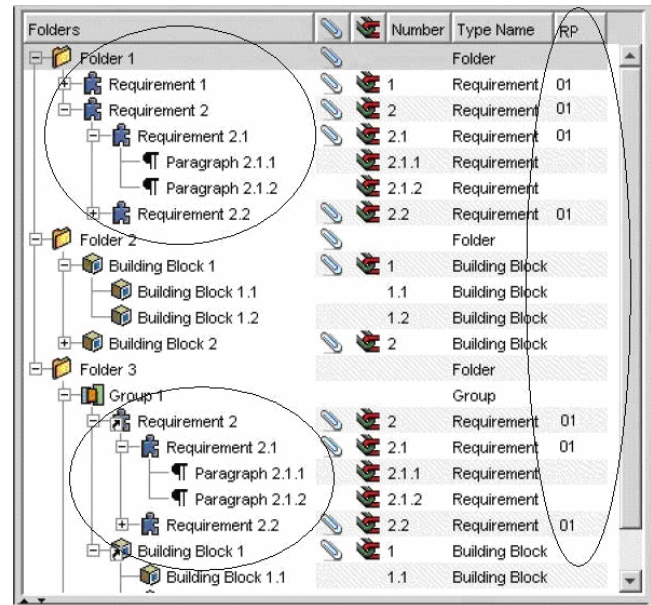 Folders Number Type Name RP
Folder 1 Folder
Requirement 1 1 Requirement 01
Requirement 2 2 Requirement 01
Requirement 2.1 2.1 Requirement 01
Paragraph 2.1.1 2.1.1 Requirement
Paragraph 2.1.2 2.1.2 Requirement
Requirement 2.2 2.2 Requirement 01
Folder 2 Folder
Building Block 1 1 Building Block
Building Block 1.1 1.1 Building Block
Building Block 1.2 1.2 Building Block
Building Block 2 2 Building Block
Folder 3 Folder
Group 1 Group
Requirement 2 2 Requirement 01
Requirement 2.1 2.1 Requirement 01
Paragraph 2.1.1 2.1.1 Requirement
Paragraph 2.1.2 2.1.2 Requirement
Requirement 2.2 2.2 Requirement 01
Building Block 1 1 Building Block
Building Block 1.1 1.1 Building Block